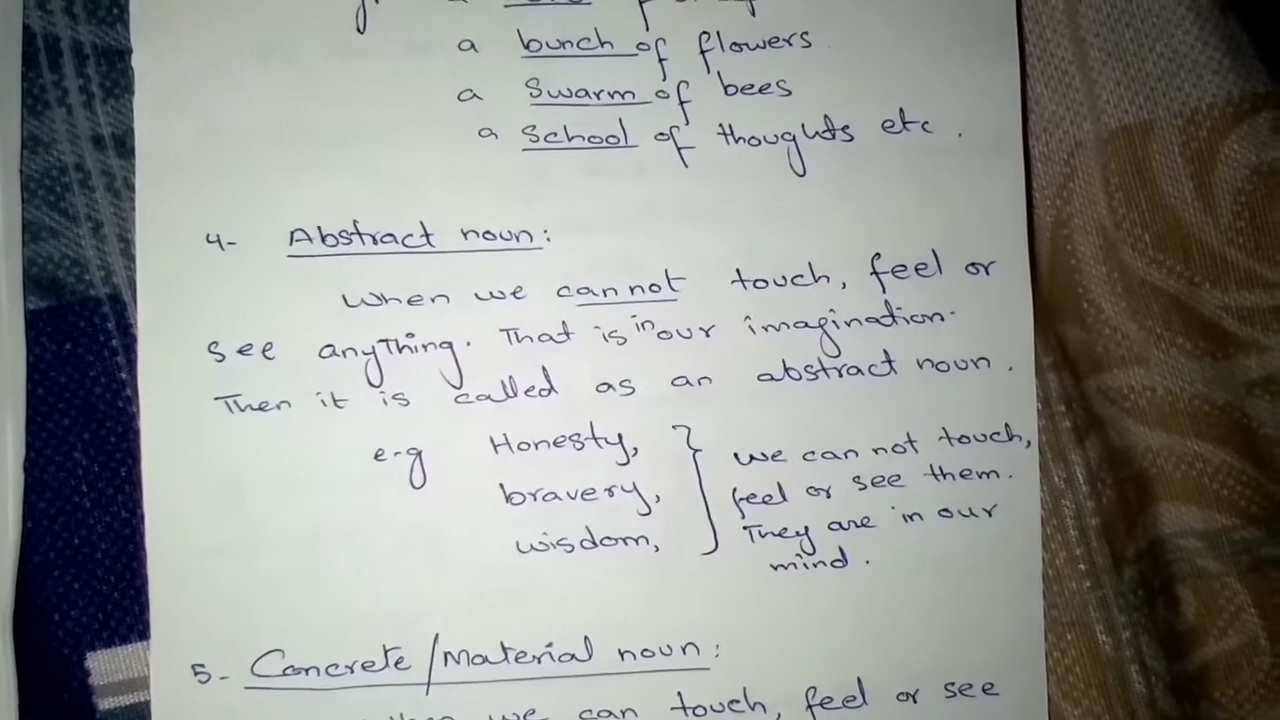 a bunch of flowers
a Swarm of bees
a School of thoughts etc.
4- Abstract noun:
When we cannot touch, feel or
see anything. That is in our imagination.
Then it is called as an abstract noun.
e.g Honesty, } we can not touch,
bravery, feel or see them.
wisdom, They are in our
mind.
5- Concrete/Material noun:
we can touch, feel or see